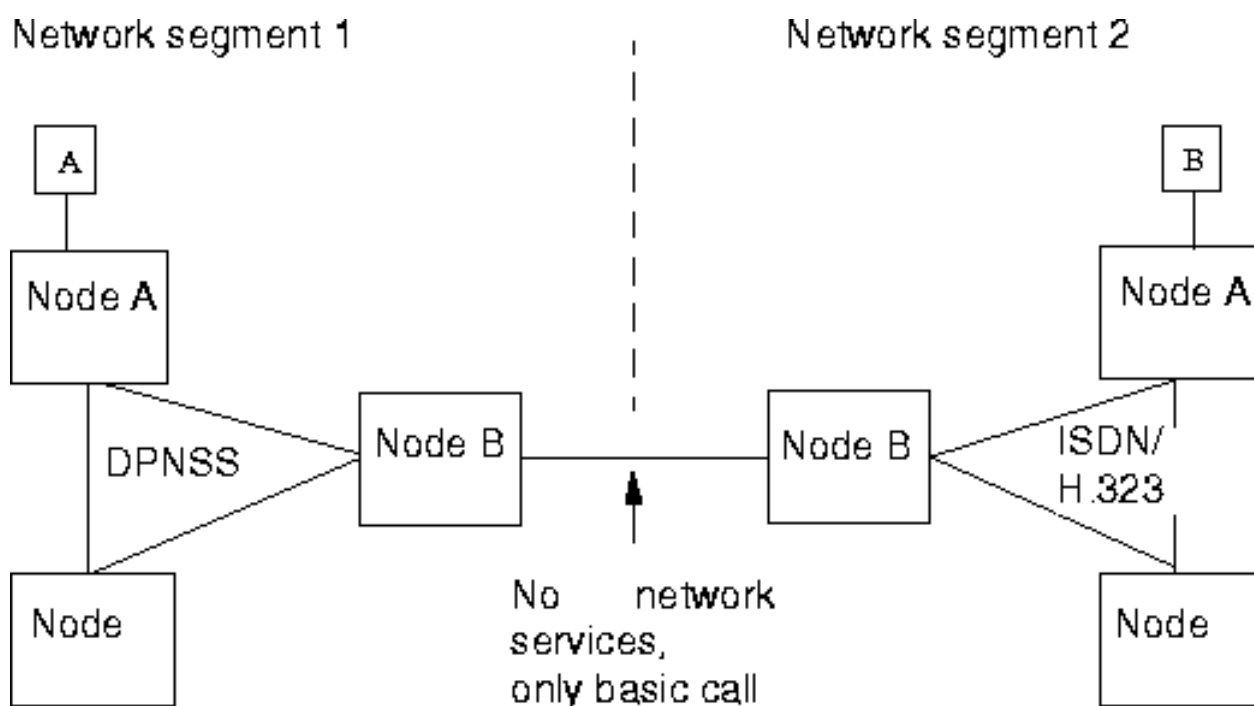 Network segment 1
Network segment 2
A
B
Node A
Node A
Node B
Node B
DPNSS
ISDN/
H.323
Node
Node
No network
services,
only basic call